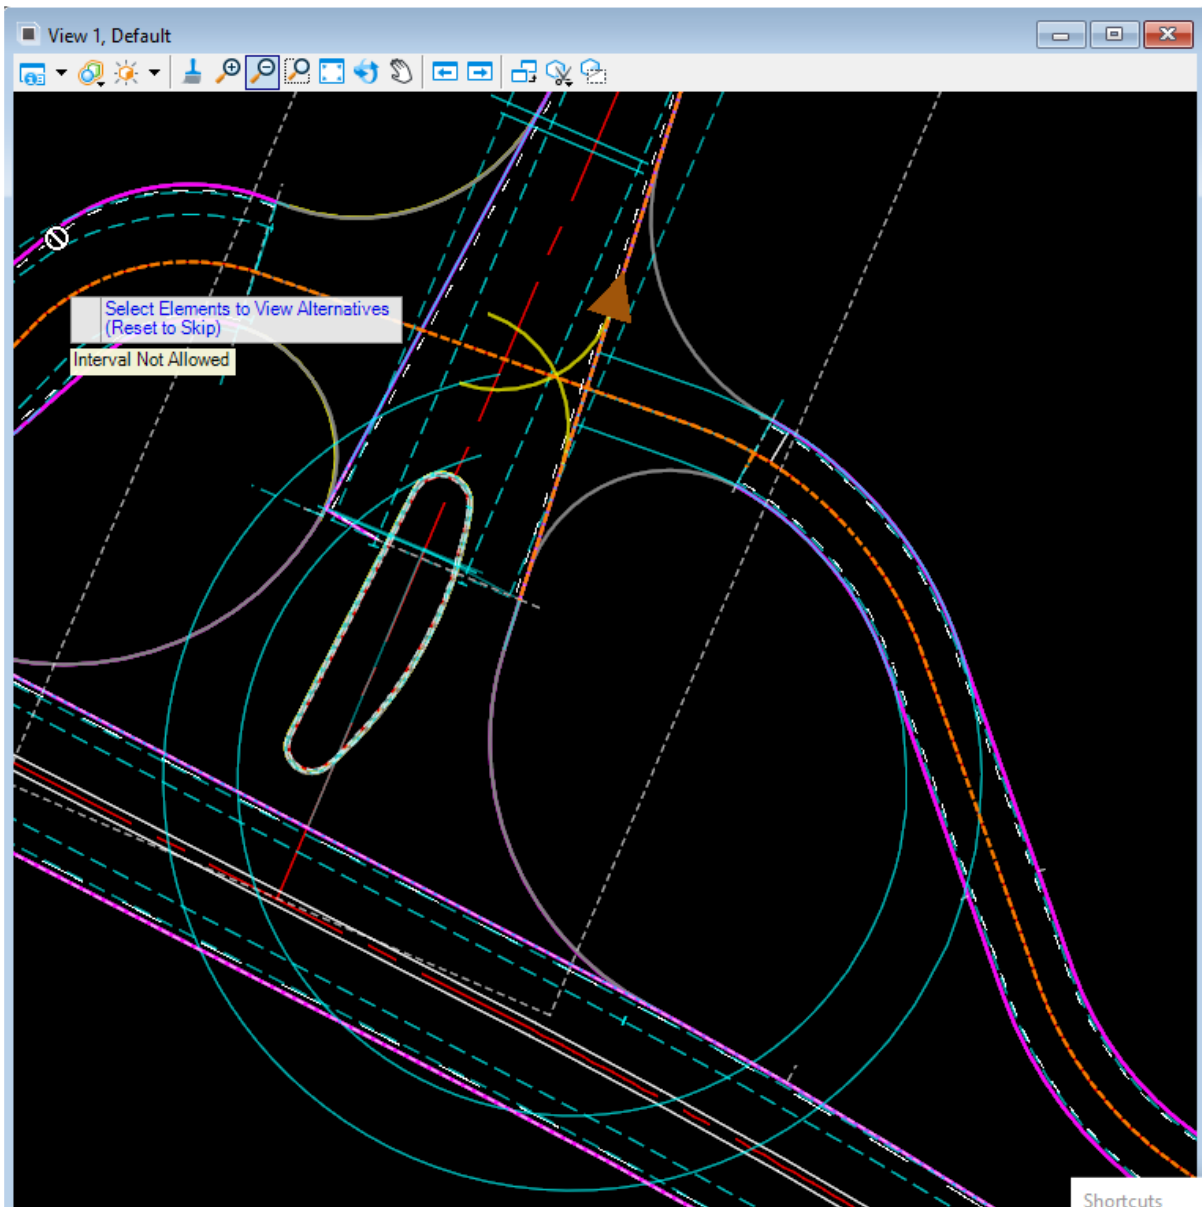 View 1, Default
Select Elements to View Alternatives
(Reset to Skip)
Interval Not Allowed
Shortcuts